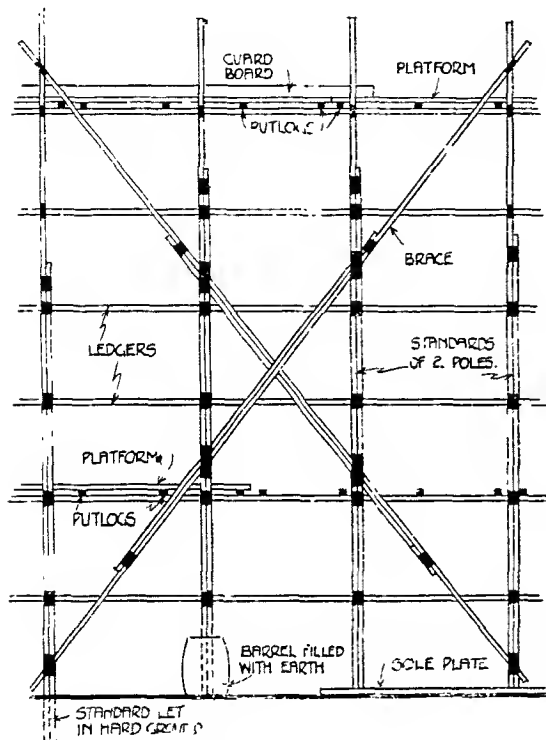 GUARD
BOARD
PLATFORM
PUTLOGS
BRACE
LEDGERS
STANDARDS
OF 2 POLES.
PLATFORM
PUTLOGS
BARREL FILLED
WITH EARTH
SOLE PLATE
STANDARD LET
IN HARD GROUND